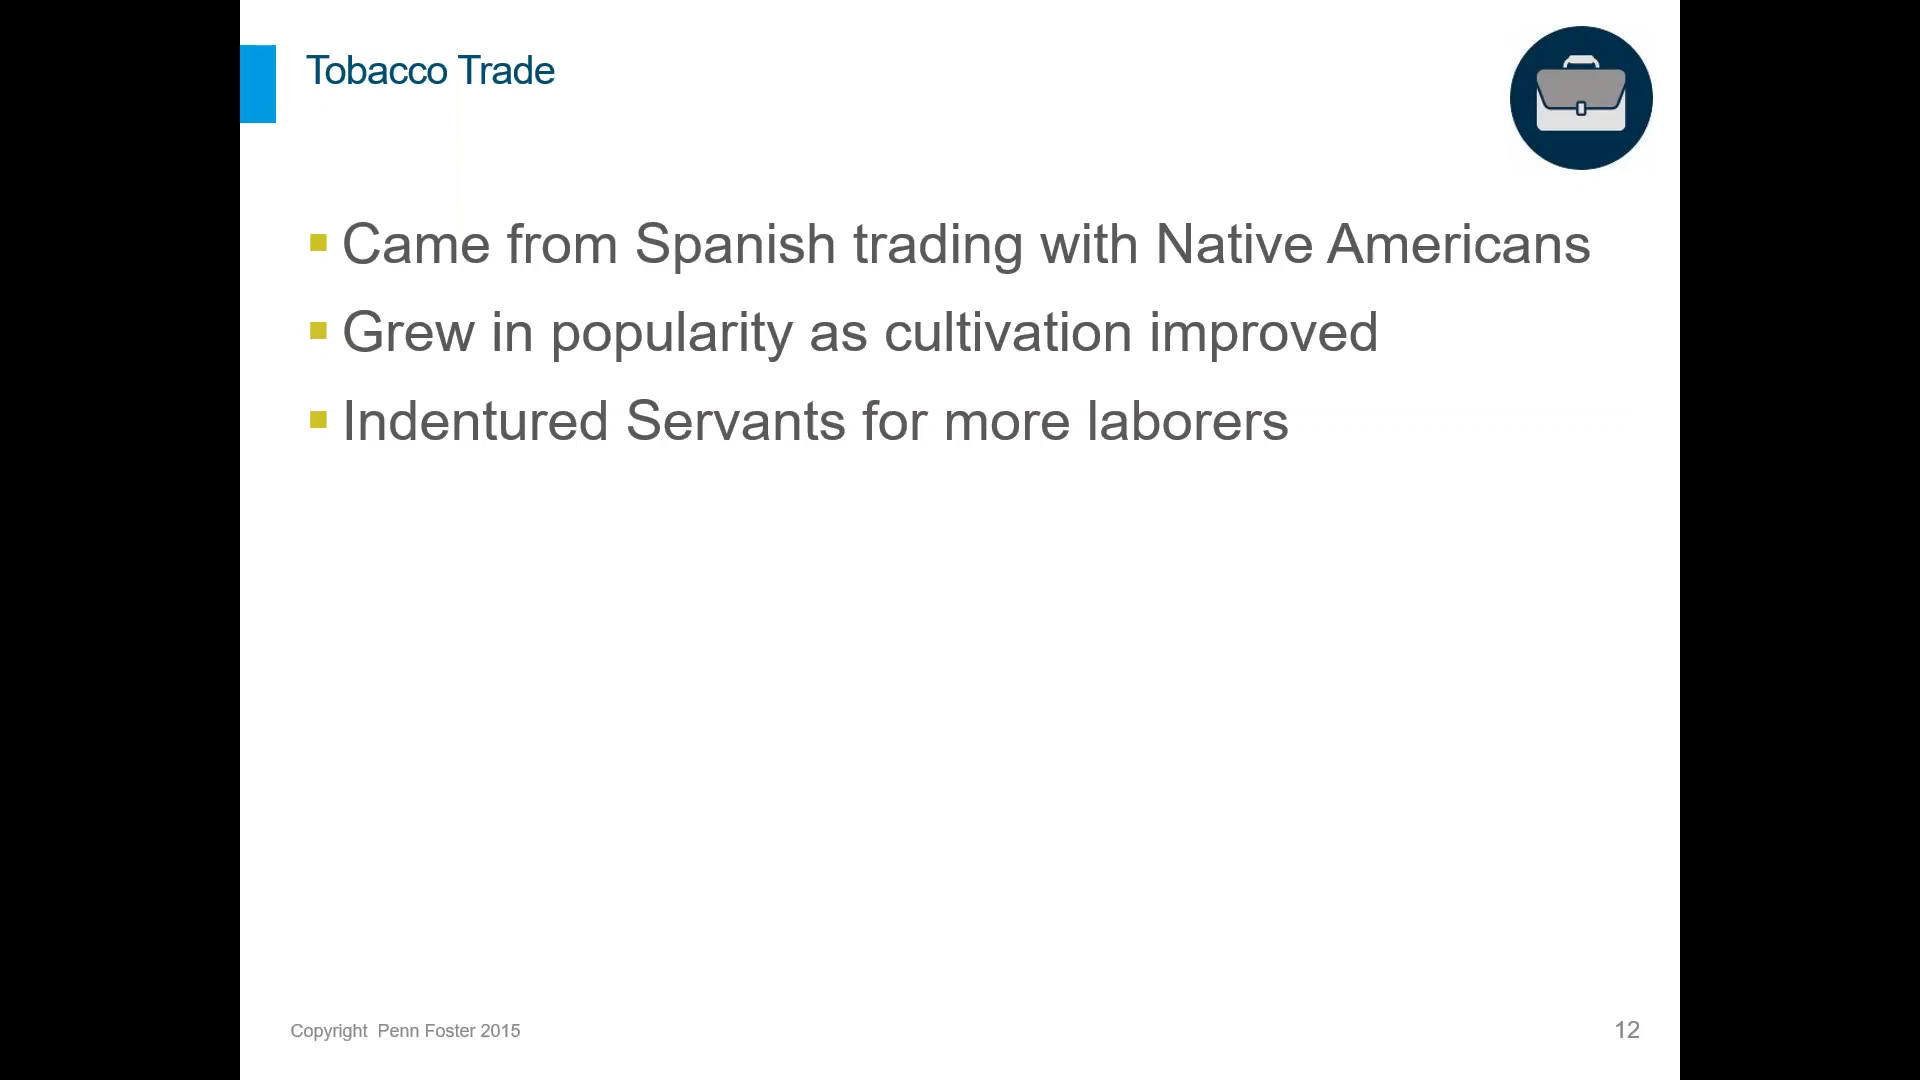 Tobacco Trade
Came from Spanish trading with Native Americans
Grew in popularity as cultivation improved
Indentured Servants for more laborers
Copyright Penn Foster 2015
12